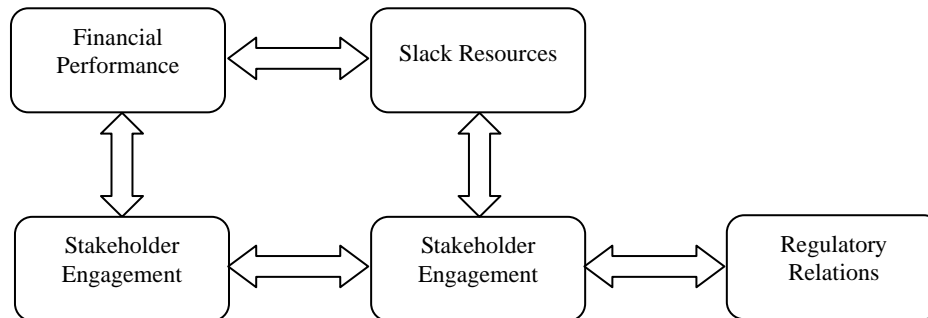 Financial
Performance
Slack Resources
Stakeholder
Engagement
Stakeholder
Engagement
Regulatory
Relations